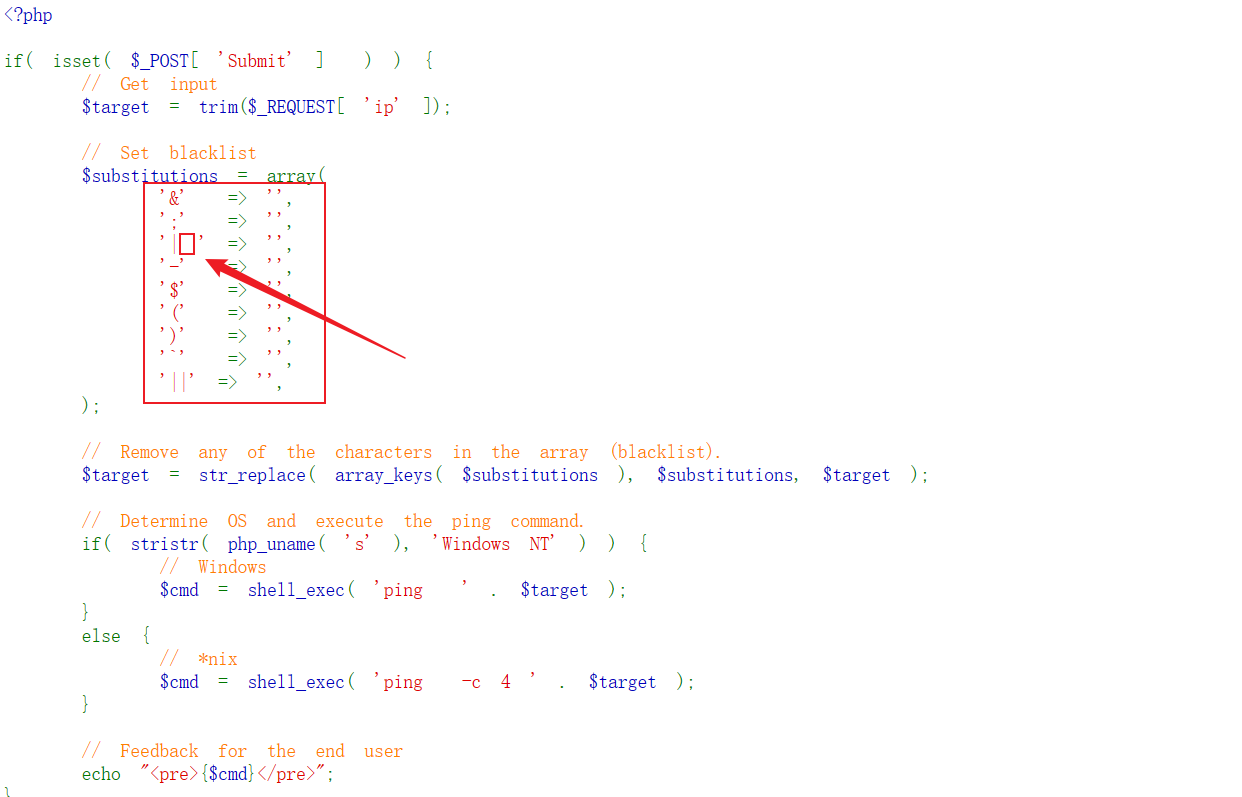 <?php
if( isset( $_POST[ 'Submit' ] ) ) {
// Get input
$target = trim($_REQUEST[ 'ip' ]);
// Set blacklist
$substitutions = array(
'&' => '',
';' => '',
'| ' => '',
'-' => '',
'$' => '',
'(' => '',
')' => '',
'`' => '',
'||' => '',
);
// Remove any of the characters in the array (blacklist).
$target = str_replace( array_keys( $substitutions ), $substitutions, $target );
// Determine OS and execute the ping command.
if( stristr( php_uname( 's' ), 'Windows NT' ) ) {
// Windows
$cmd = shell_exec( 'ping ' . $target );
}
else {
// *nix
$cmd = shell_exec( 'ping -c 4 ' . $target );
}
// Feedback for the end user
echo "<pre>{$cmd}</pre>";
}